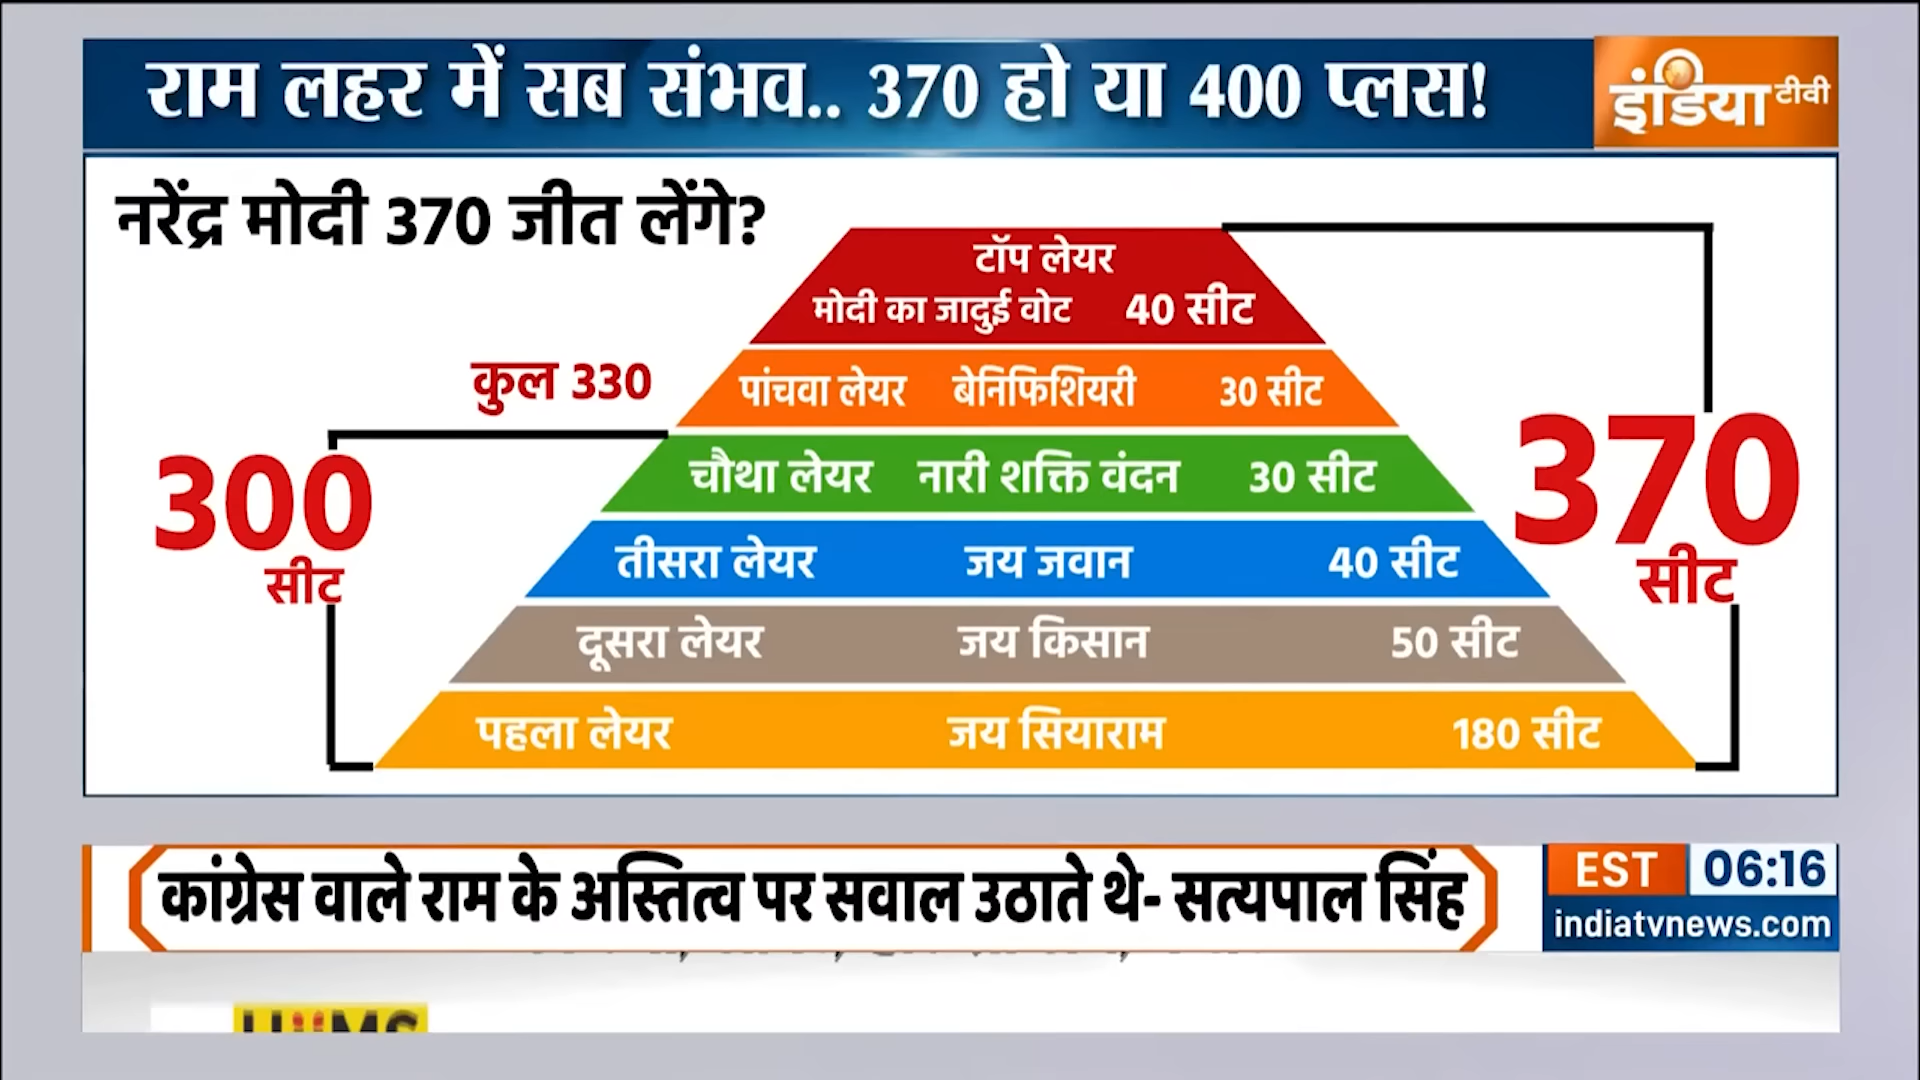 राम लहर में सब संभव.. 370 हो या 400 प्लस!
इंडिया टीवी
नरेंद्र मोदी 370 जीत लेंगे?
टॉप लेयर
मोदी का जादुई वोट 40 सीट
कुल 330
पांचवा लेयर बेनिफिशियरी 30 सीट
300
सीट
चौथा लेयर नारी शक्ति वंदन 30 सीट
370
सीट
तीसरा लेयर जय जवान 40 सीट
दूसरा लेयर जय किसान 50 सीट
पहला लेयर जय सियाराम 180 सीट
कांग्रेस वाले राम के अस्तित्व पर सवाल उठाते थे- सत्यपाल सिंह
EST 06:16
indiatvnews.com